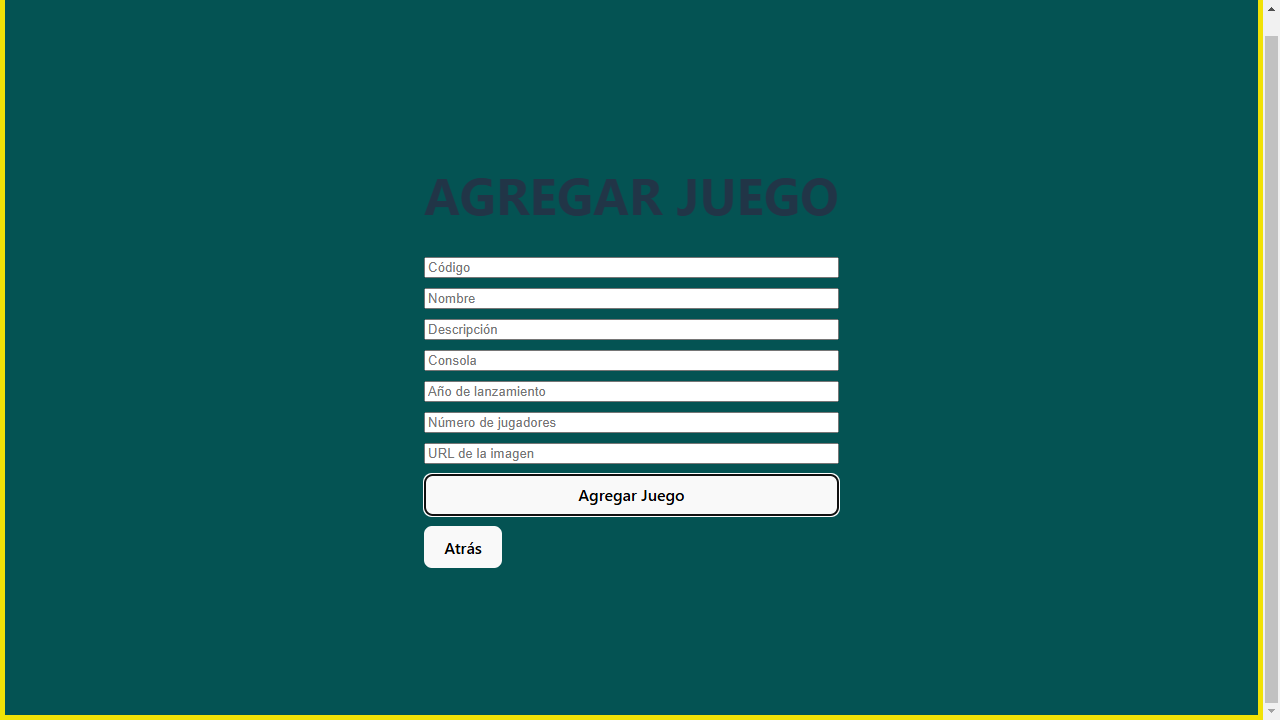 AGREGAR JUEGO
Código
Nombre
Descripción
Consola
Año de lanzamiento
Número de jugadores
URL de la imagen
Agregar Juego
Atrás